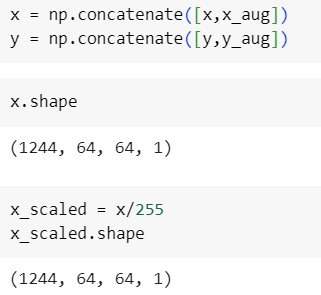 x = np.concatenate([x,x_aug])
y = np.concatenate([y,y_aug])
x.shape
(1244, 64, 64, 1)
x_scaled = x/255
x_scaled.shape
(1244, 64, 64, 1)